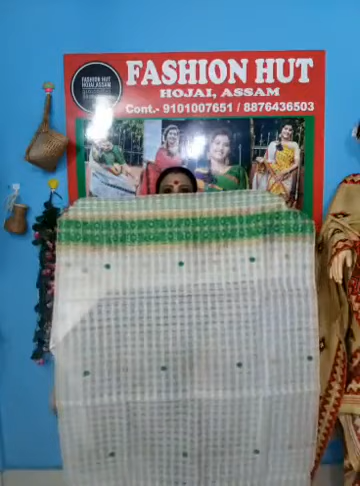 FASHION HUT
HOJAI,ASSAM
FASHION HUT
HOJAI, ASSAM
Cont.- 9101007651 / 8876436503